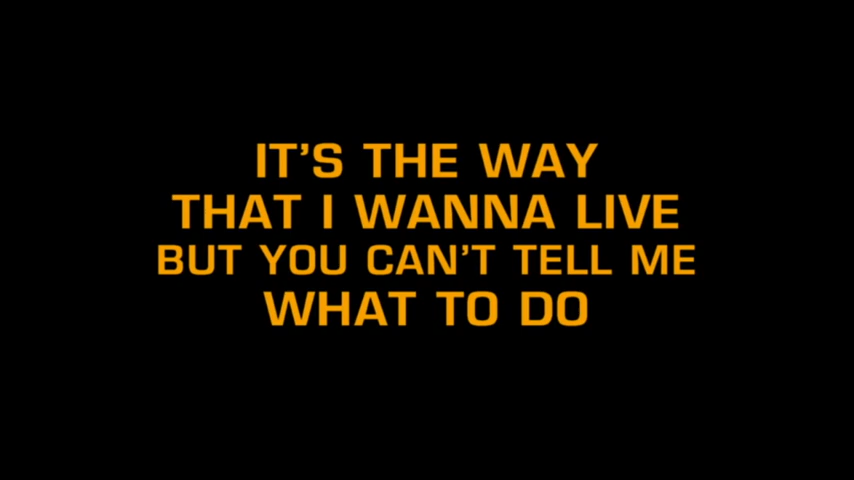 IT’S THE WAY
THAT I WANNA LIVE
BUT YOU CAN’T TELL ME
WHAT TO DO